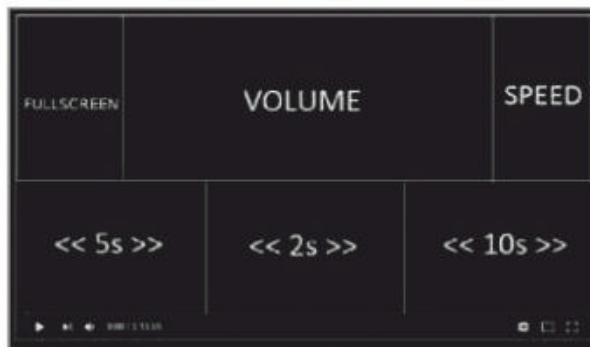 FULLSCREEN
VOLUME
SPEED
<< 5s >>
<< 2s >>
<< 10s >>